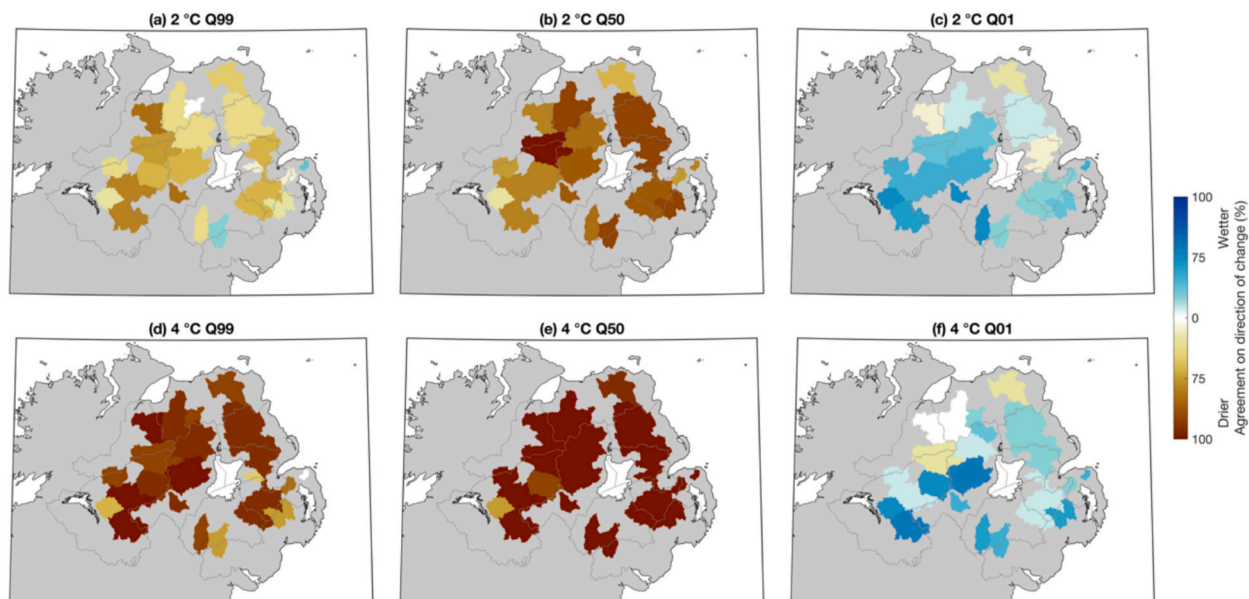 (a) 2 °C Q99
(b) 2 °C Q50
(c) 2 °C Q01
(d) 4 °C Q99
(e) 4 °C Q50
(f) 4 °C Q01
100
75
0
75
100
Drier Wetter
Agreement on direction of change (%)